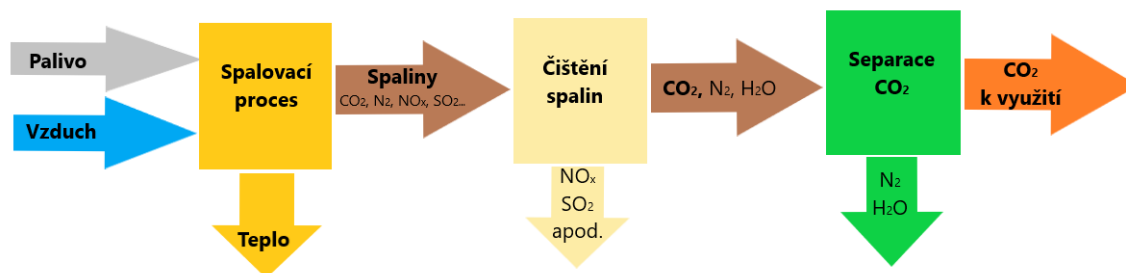 Palivo
Vzduch
Spalovací
proces
Teplo
Spaliny
CO₂, N₂, NOₓ, SO₂...
Čištění
spalin
NOₓ
SO₂
apod.
CO₂, N₂, H₂O
Separace
CO₂
N₂
H₂O
CO₂
k využití